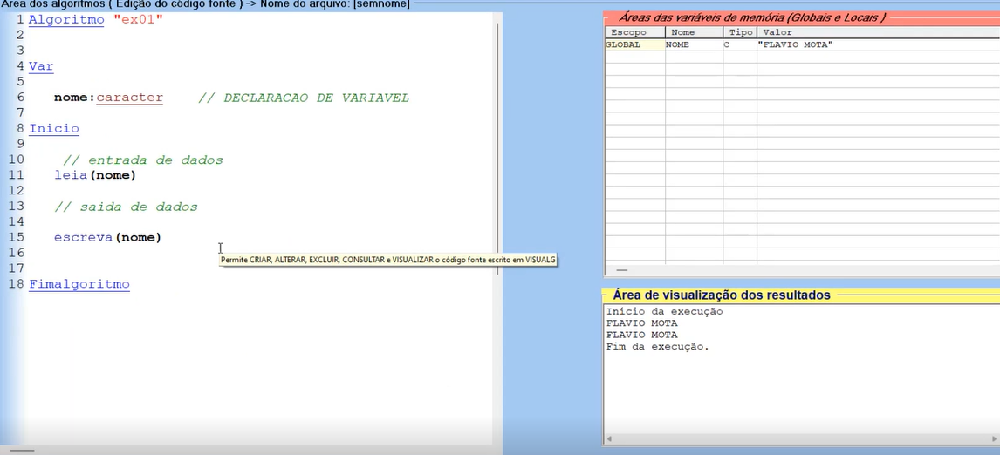 Área dos algoritmos ( Edição do código fonte ) -> Nome do arquivo: [semnome]
1 Algoritmo "ex01"
2
3
4 Var
5
6 nome:caracter // DECLARACAO DE VARIAVEL
7
8 Inicio
9
10 // entrada de dados
11 leia(nome)
12
13 // saida de dados
14
15 escreva(nome)
16
Permite CRIAR, ALTERAR, EXCLUIR, CONSULTAR e VISUALIZAR o código fonte escrito em VISUALG
17
18 Fimalgoritmo
Áreas das variáveis de memória (Globais e Locais )
Escopo Nome Tipo Valor
GLOBAL NOME C "FLAVIO MOTA"
Área de visualização dos resultados
Início da execução
FLAVIO MOTA
FLAVIO MOTA
Fim da execução.